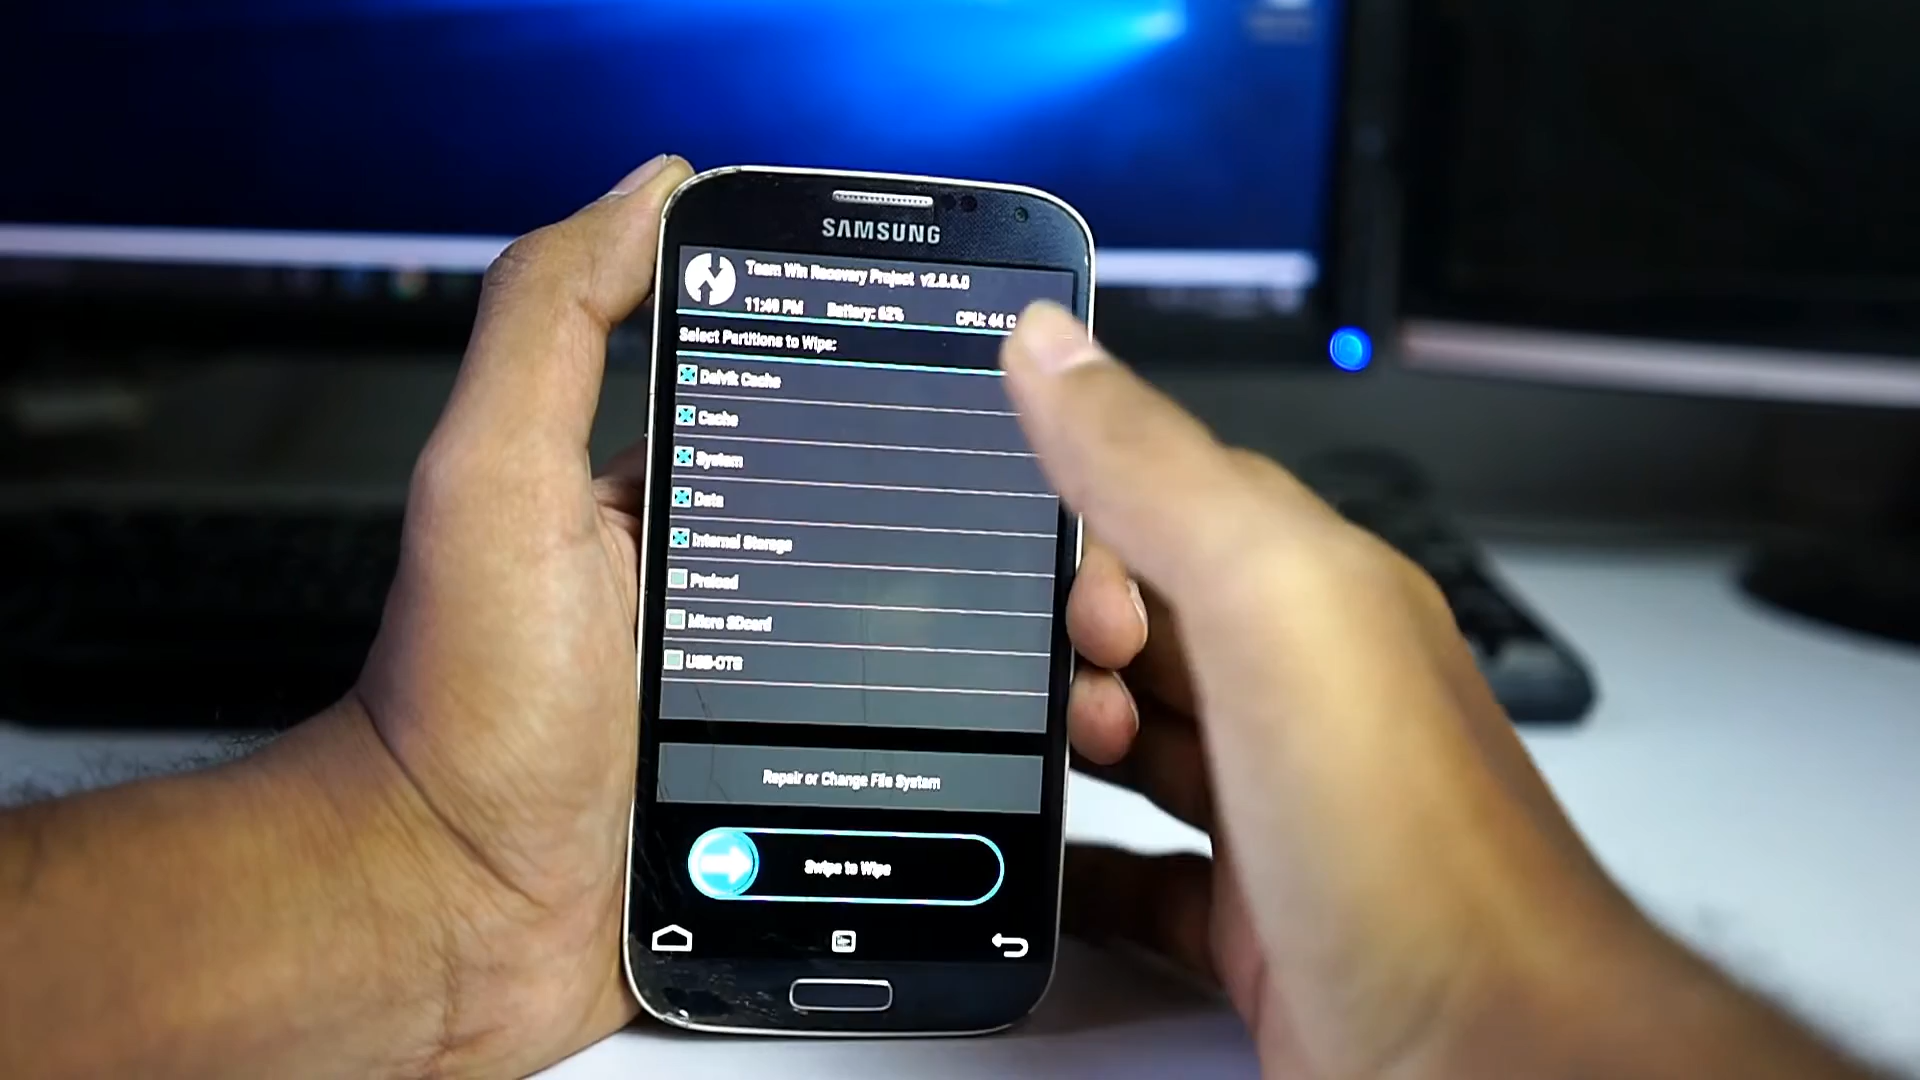 SAMSUNG
Team Win Recovery Project v2.8.6.0
11:49 PM Battery: 62% CPU: 44 C
Select Partitions to Wipe:
Dalvik Cache
Cache
System
Data
Internal Storage
Preload
Micro SDcard
USB-OTG
Repair or Change File System
Swipe to Wipe